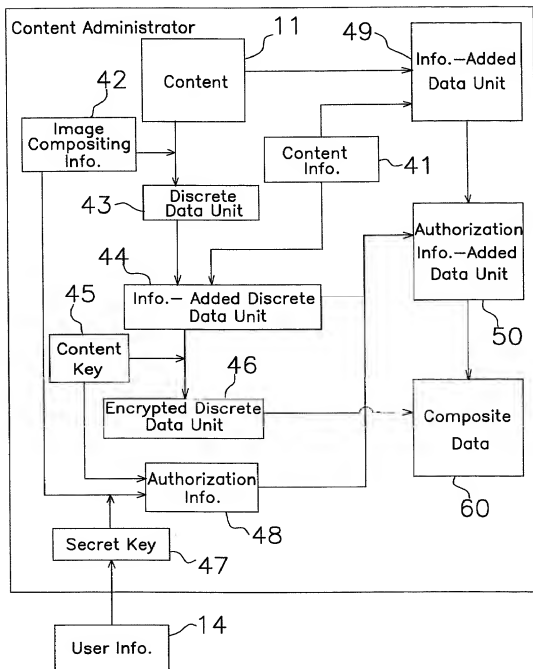 Content Administrator
11
49
42
Content
Info.-Added
Data Unit
Image
Compositing
Info.
Content
Info.
41
43
Discrete
Data Unit
44
Authorization
Info.-Added
Data Unit
45
Info.- Added Discrete
Data Unit
50
Content
Key
46
Encrypted Discrete
Data Unit
Composite
Data
Authorization
Info.
48
60
Secret Key
47
User Info.
14